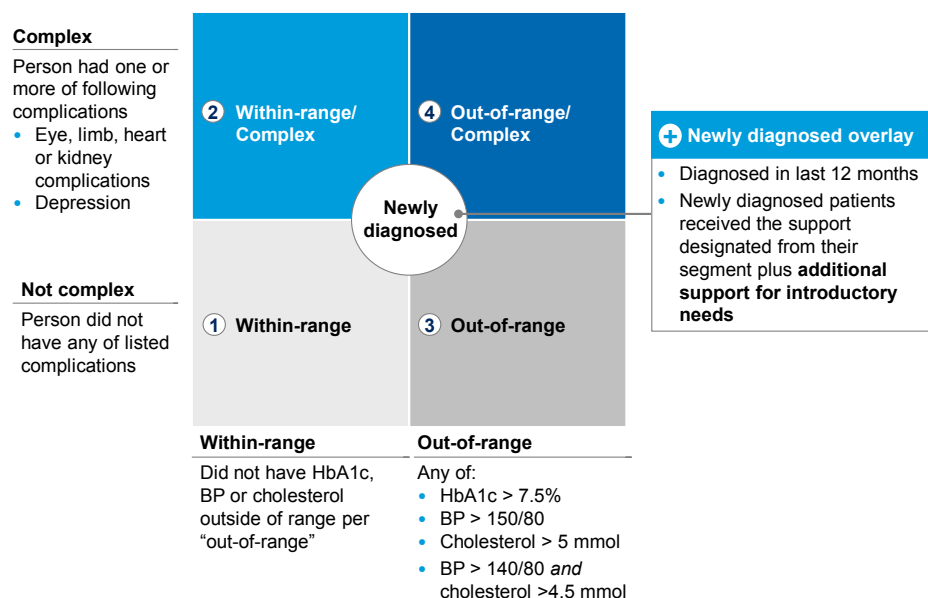 Complex
Person had one or
more of following
complications
• Eye, limb, heart
or kidney
complications
• Depression
Not complex
Person did not
have any of listed
complications
2 Within-range/
Complex
4 Out-of-range/
Complex
Newly
diagnosed
1 Within-range
3 Out-of-range
+ Newly diagnosed overlay
• Diagnosed in last 12 months
• Newly diagnosed patients
received the support
designated from their
segment plus additional
support for introductory
needs
Within-range
Did not have HbA1c,
BP or cholesterol
outside of range per
“out-of-range”
Out-of-range
Any of:
• HbA1c > 7.5%
• BP > 150/80
• Cholesterol > 5 mmol
• BP > 140/80 and
cholesterol >4.5 mmol